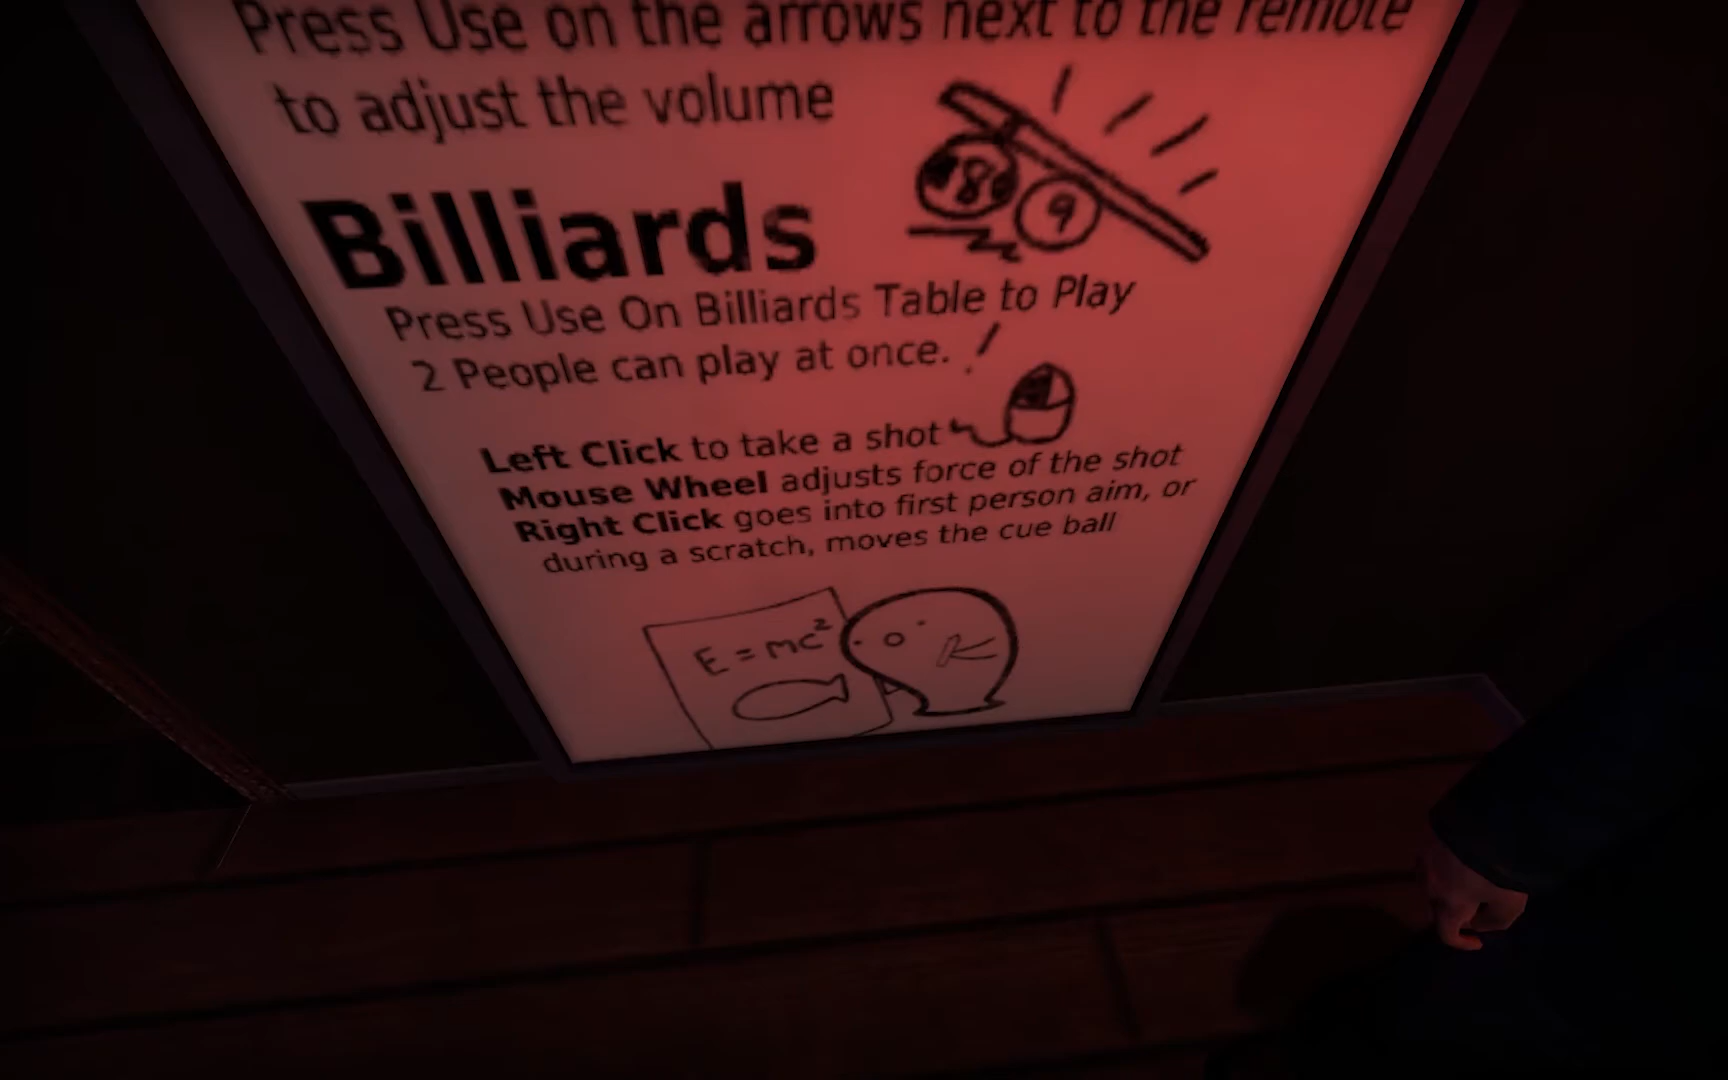 Press Use on the arrows next to the remote
to adjust the volume
8
9
Billiards
Press Use On Billiards Table to Play
2 People can play at once. !
Left Click to take a shot
Mouse Wheel adjusts force of the shot
Right Click goes into first person aim, or
during a scratch, moves the cue ball
E = mc²